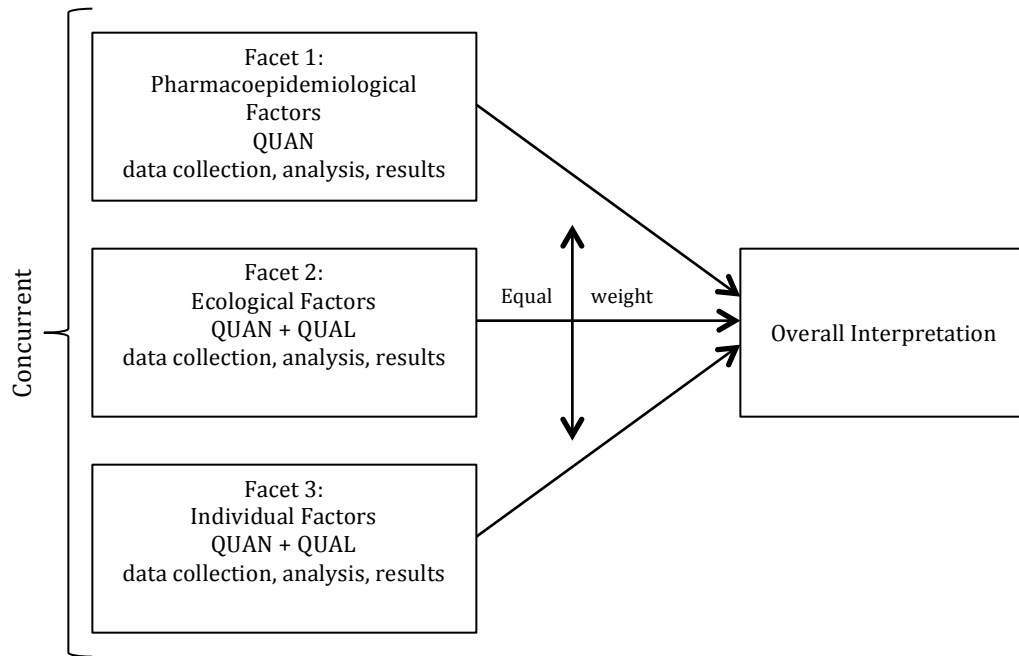 Concurrent
Facet 1:
Pharmacoepidemiological
Factors
QUAN
data collection, analysis, results
Facet 2:
Ecological Factors
QUAN + QUAL
data collection, analysis, results
Facet 3:
Individual Factors
QUAN + QUAL
data collection, analysis, results
Equal weight
Overall Interpretation